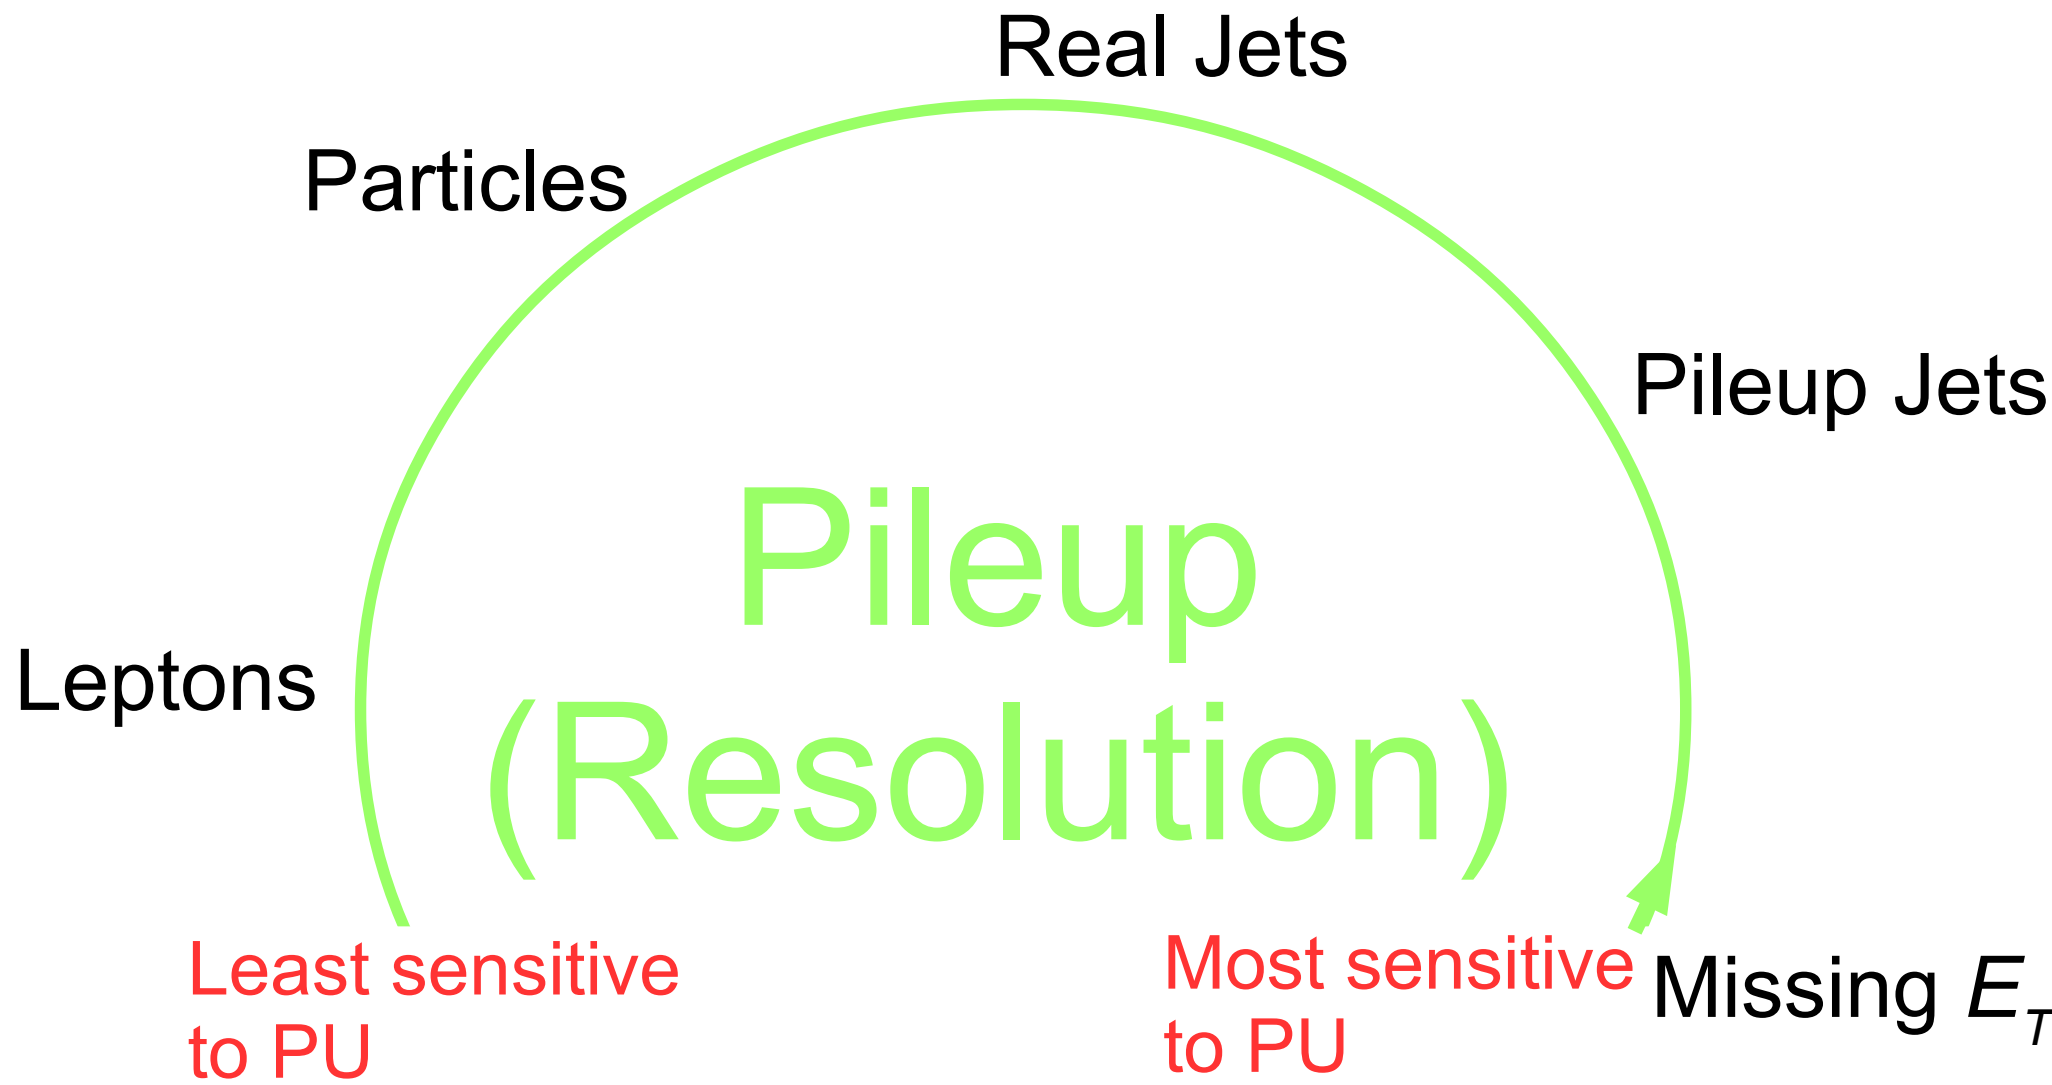 Real Jets
Particles
Pileup Jets
Pileup
(Resolution)
Leptons
Least sensitive
to PU
Most sensitive
to PU
Missing E_T